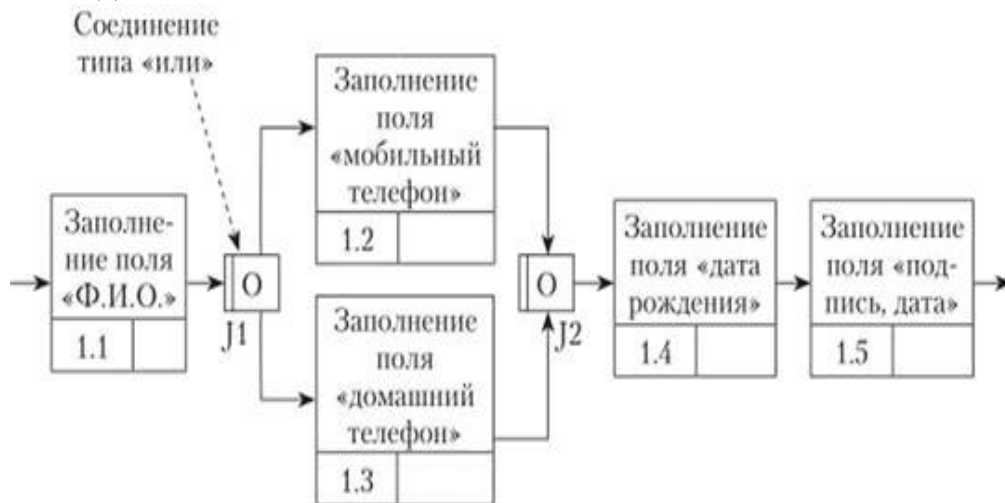 Соединение
типа «или»
Заполне-
ние поля
«Ф.И.О.»
1.1
O
J1
Заполнение
поля
«мобильный
телефон»
1.2
Заполнение
поля
«домашний
телефон»
1.3
O
J2
Заполнение
поля «дата
рождения»
1.4
Заполнение
поля «под-
пись, дата»
1.5